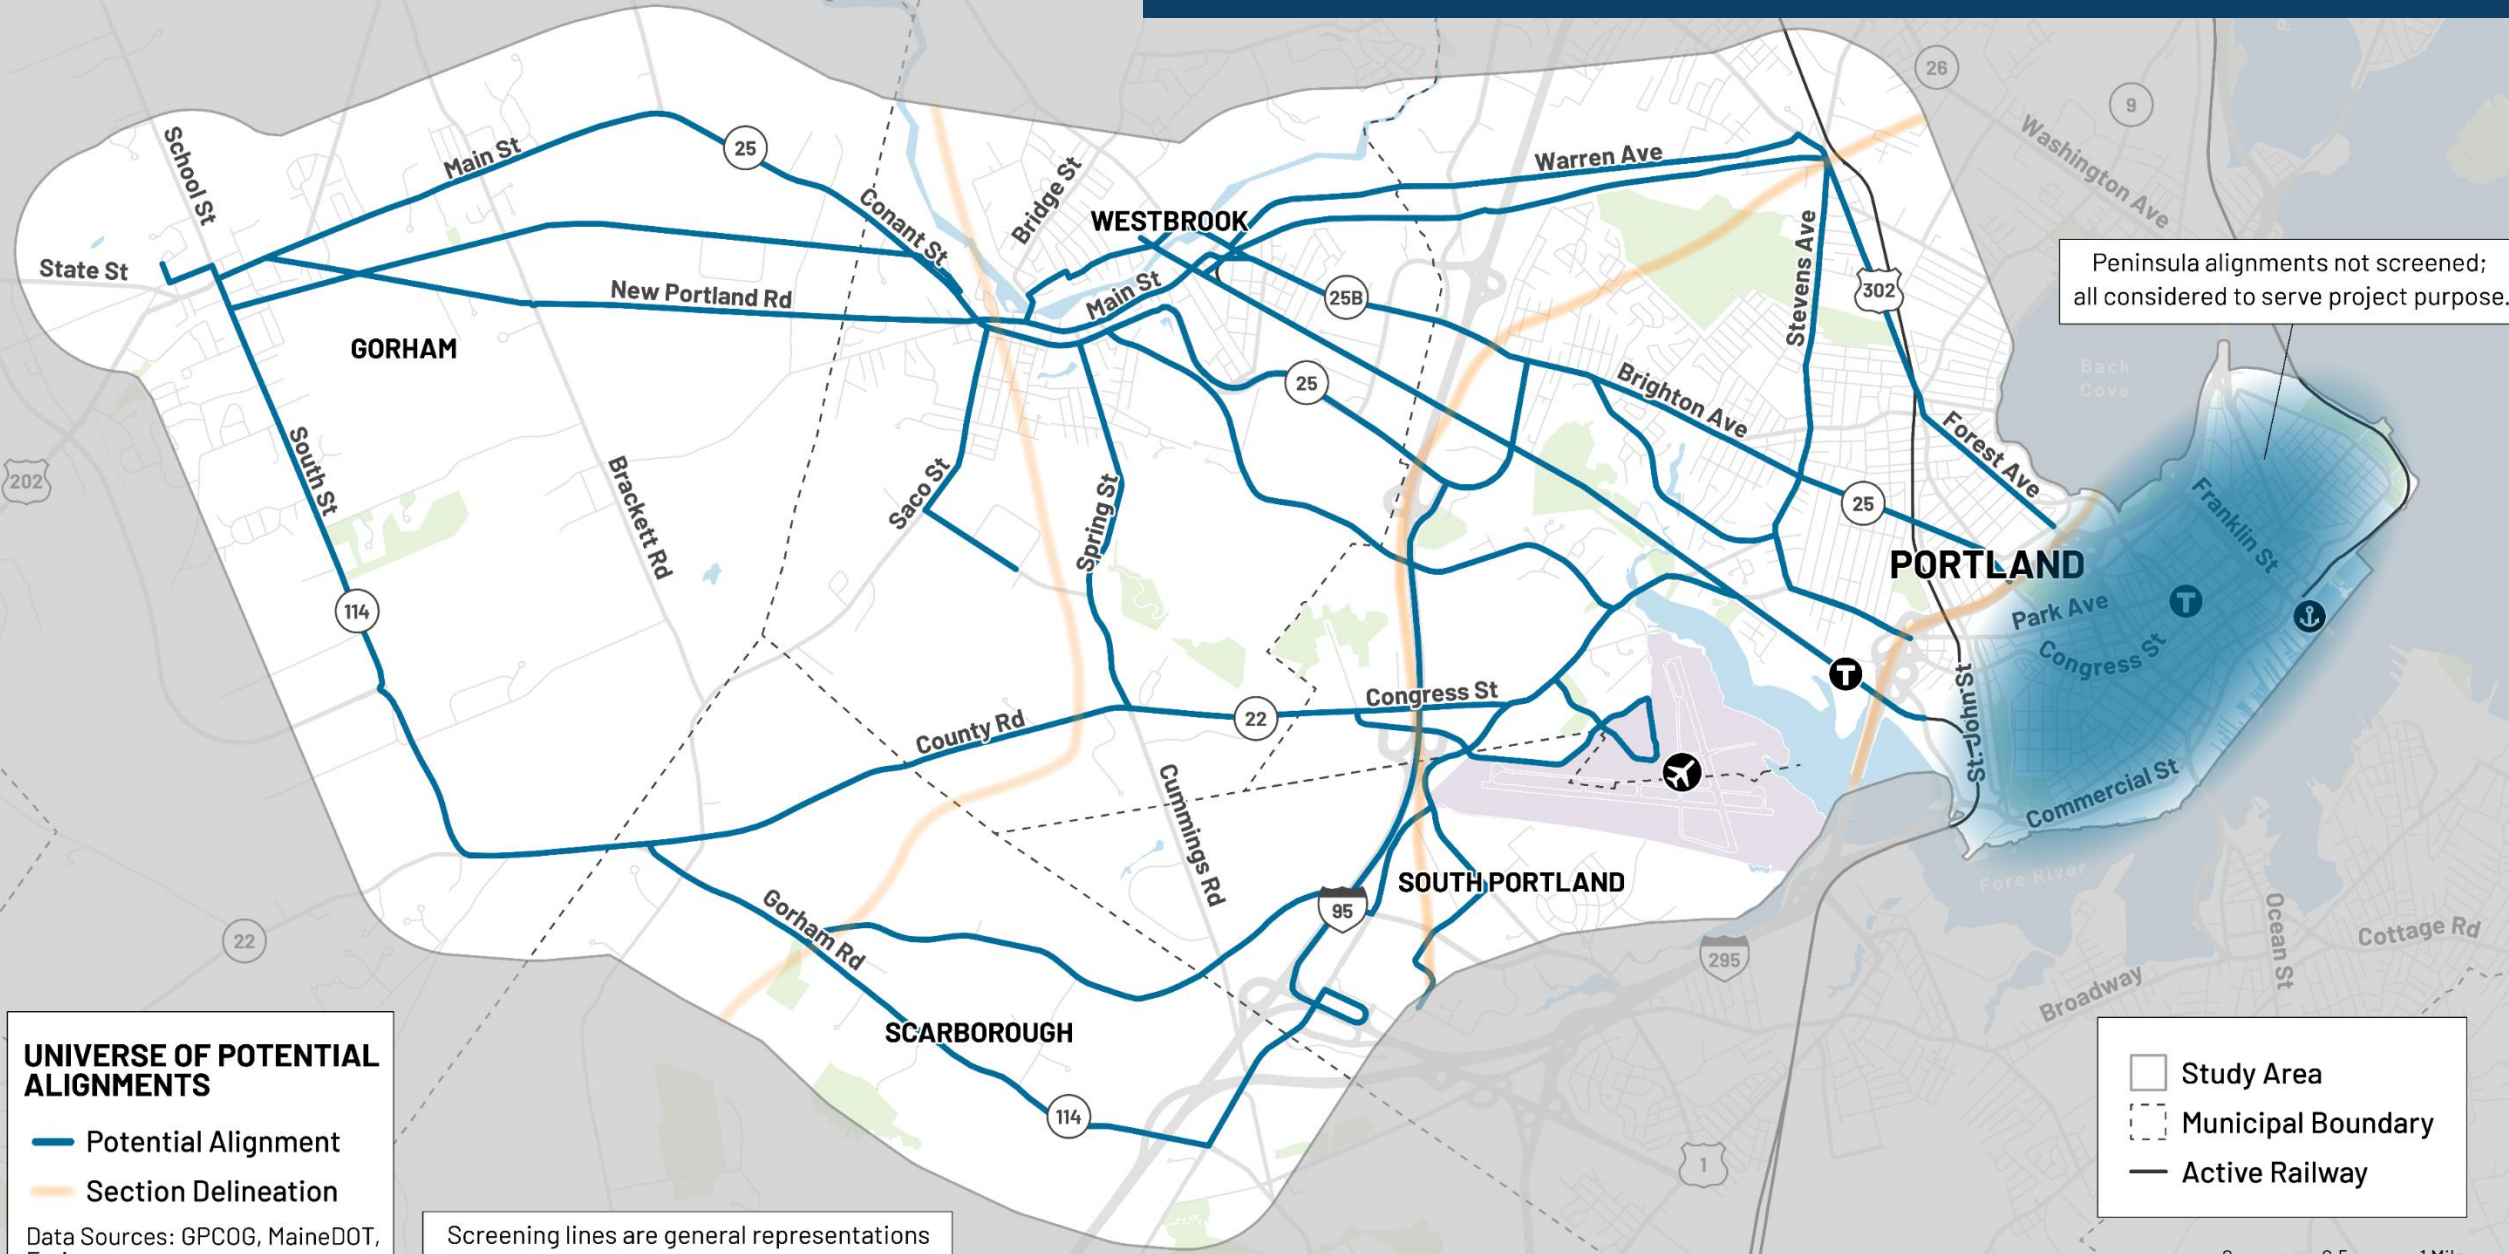 26
9
Washington Ave
School St
Main St
25
Conant St
Bridge St
WESTBROOK
Warren Ave
Stevens Ave
302
Peninsula alignments not screened;
all considered to serve project purpose.
State St
New Portland Rd
Main St
25B
GORHAM
25
Brighton Ave
Forest Ave
Back
Cove
202
South St
Brackett Rd
Saco St
Spring St
25
Franklin St
PORTLAND
114
Park Ave
T
Congress St
T
St. John St
County Rd
22
Congress St
Cummings Rd
Commercial St
Fore River
SOUTH PORTLAND
95
22
Gorham Rd
295
Ocean St
Cottage Rd
Broadway
SCARBOROUGH
114
1
UNIVERSE OF POTENTIAL
ALIGNMENTS
Potential Alignment
Section Delineation
Data Sources: GPCOG, MaineDOT,
Screening lines are general representations
Study Area
Municipal Boundary
Active Railway